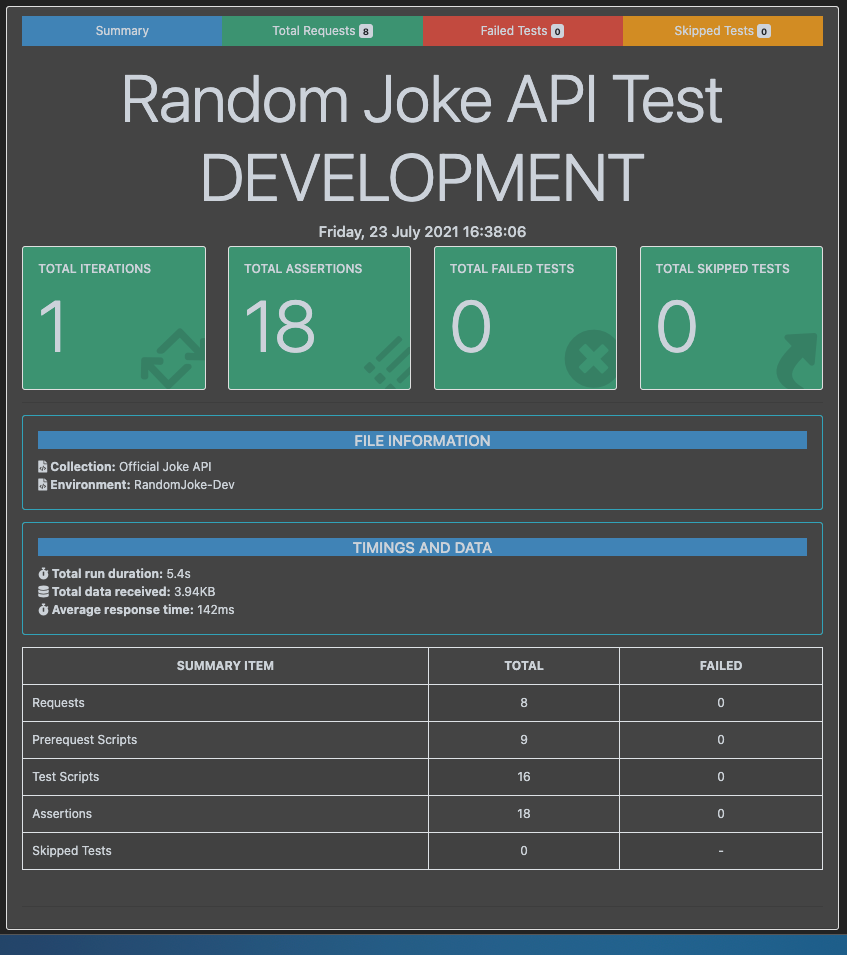 Summary
Total Requests 8
Failed Tests 0
Skipped Tests 0
Random Joke API Test
DEVELOPMENT
Friday, 23 July 2021 16:38:06
TOTAL ITERATIONS
1
TOTAL ASSERTIONS
18
TOTAL FAILED TESTS
0
TOTAL SKIPPED TESTS
0
FILE INFORMATION
Collection: Official Joke API
Environment: RandomJoke-Dev
TIMINGS AND DATA
Total run duration: 5.4s
Total data received: 3.94KB
Average response time: 142ms
SUMMARY ITEM TOTAL FAILED
Requests 8 0
Prerequest Scripts 9 0
Test Scripts 16 0
Assertions 18 0
Skipped Tests 0 -